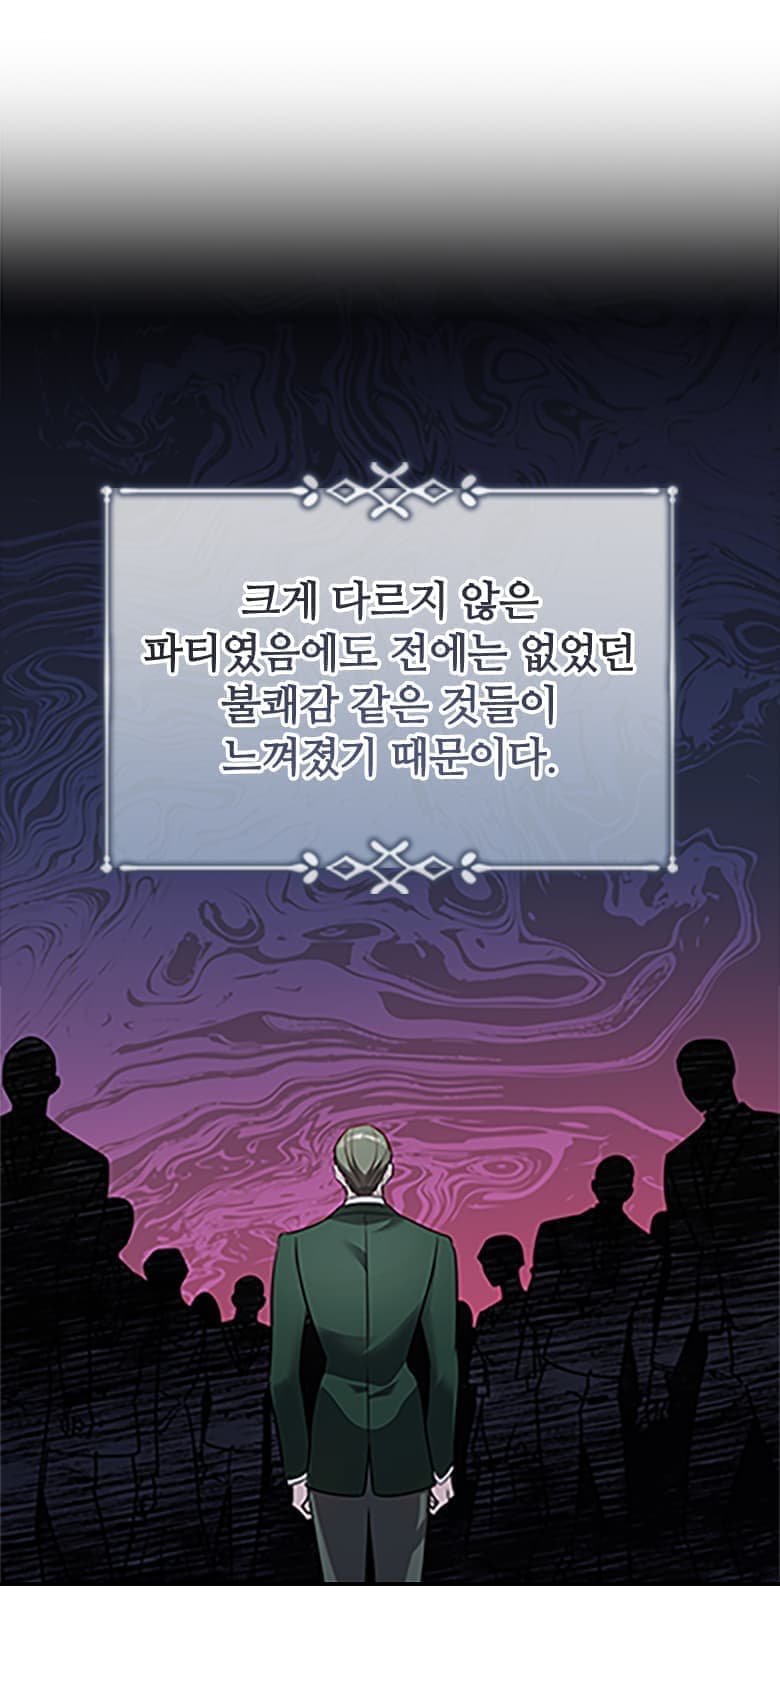 크게 다르지 않은
파티였음에도 전에는 없었던
불쾌감 같은 것들이
느껴졌기 때문이다.